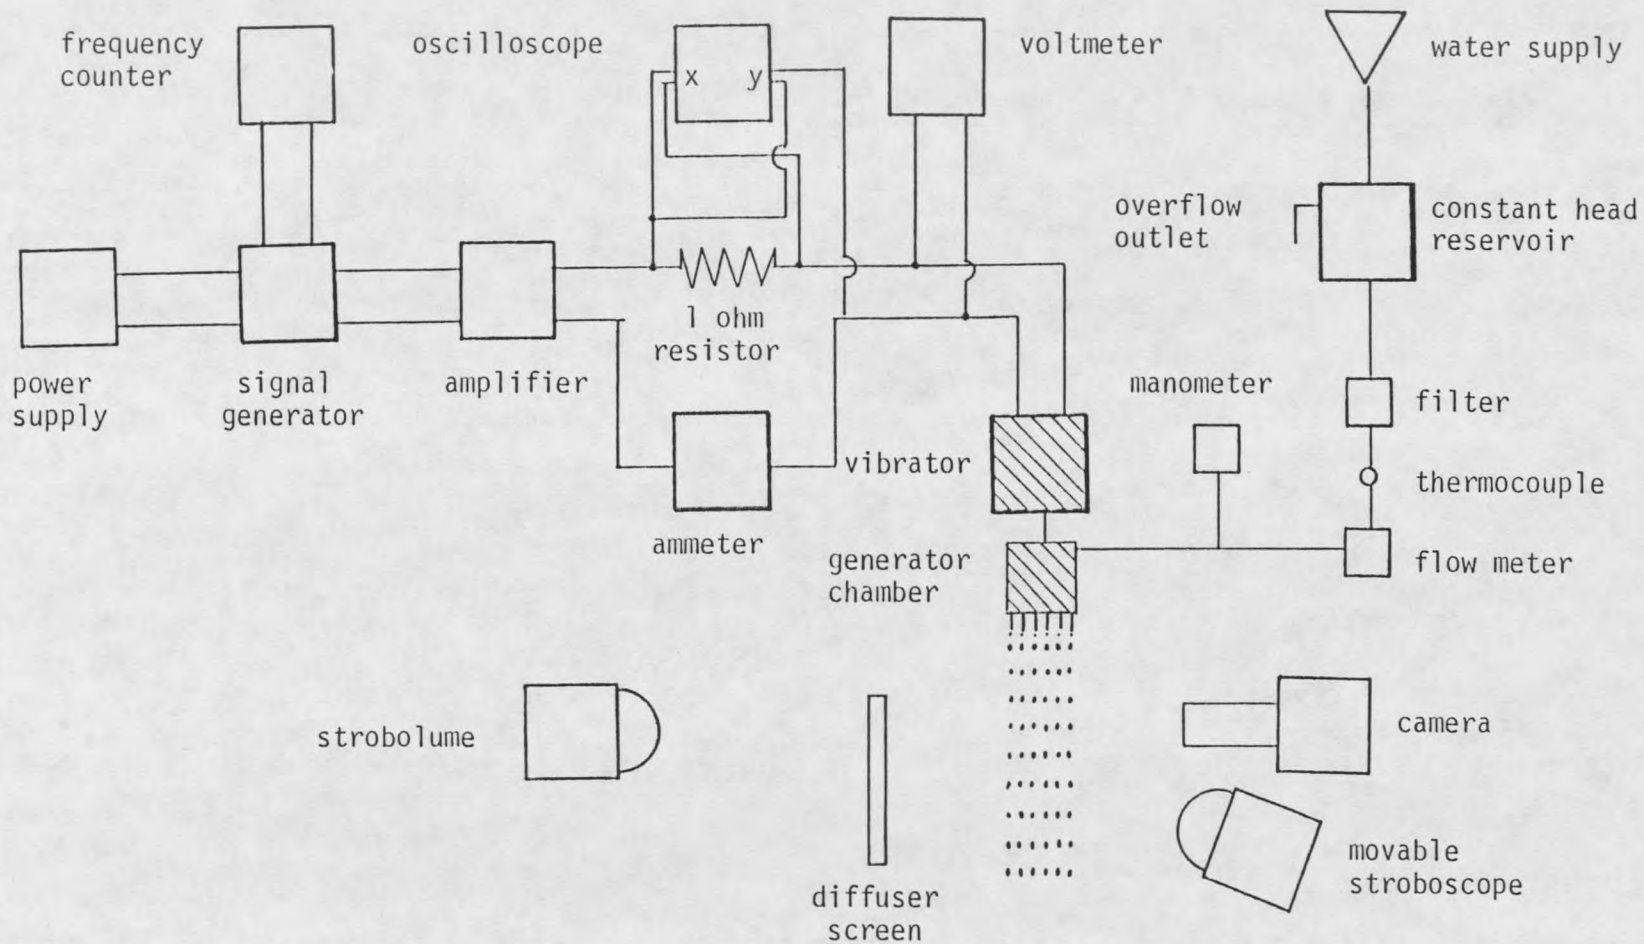 frequency
counter
oscilloscope
x y
voltmeter
water supply
overflow
outlet
constant head
reservoir
1 ohm
resistor
power
supply
signal
generator
amplifier
manometer
filter
vibrator
thermocouple
ammeter
generator
chamber
flow meter
strobolume
camera
movable
stroboscope
diffuser
screen